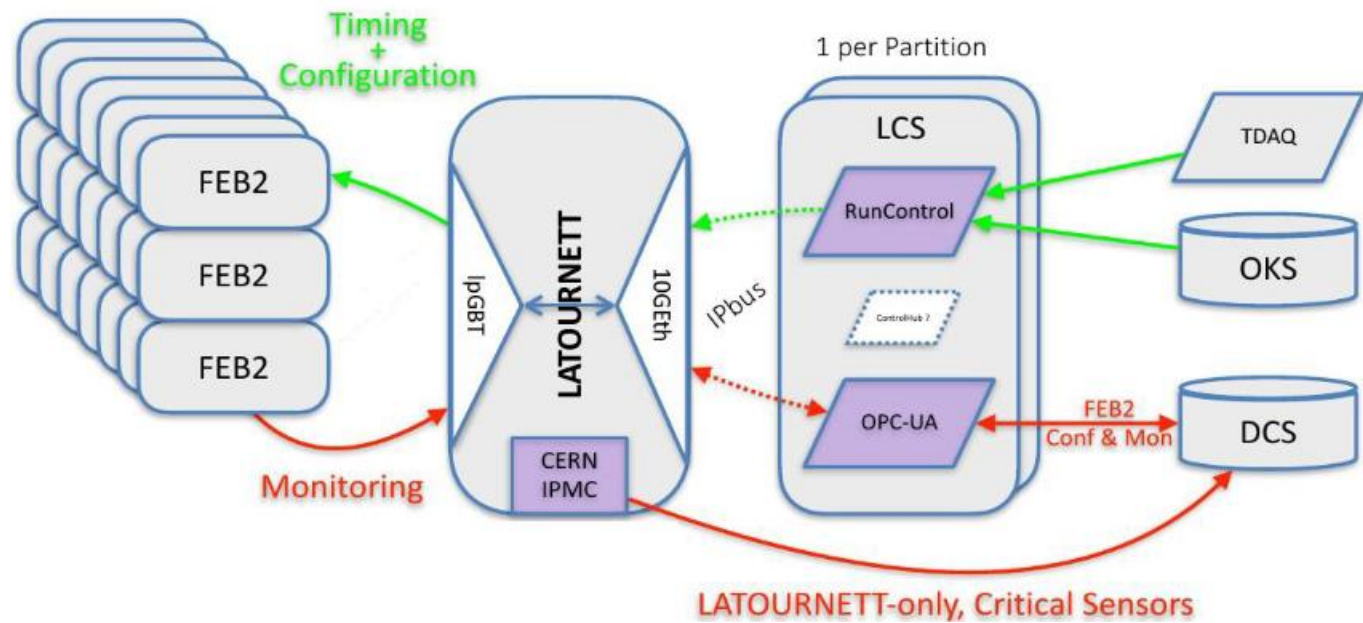 Timing
+
Configuration
1 per Partition
FEB2
FEB2
FEB2
Monitoring
LATOURNETT
lpGBT
10GEth
CERN
IPMC
IPbus
LCS
RunControl
ControlHub ?
OPC-UA
TDAQ
OKS
FEB2
Conf & Mon
DCS
LATOURNETT-only, Critical Sensors